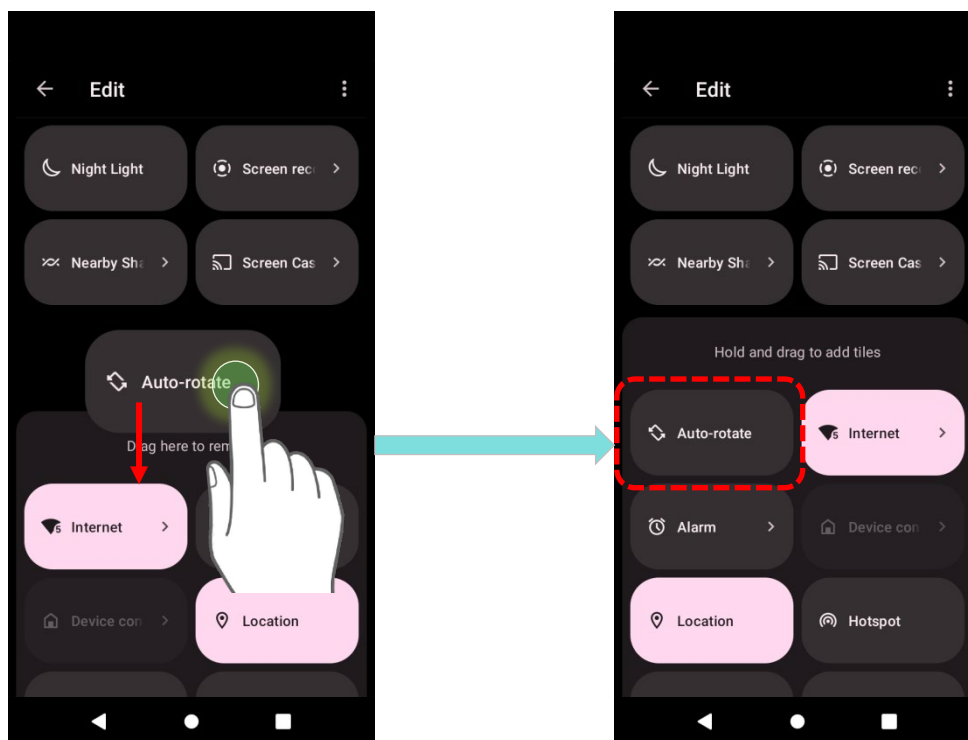 Edit
Night Light
Screen rec
Nearby Sha
Screen Cas
Auto-rotate
Drag here to rem
5 Internet
Device con
Location
Edit
Night Light
Screen rec
Nearby Sha
Screen Cas
Hold and drag to add tiles
Auto-rotate
5 Internet
Alarm
Device con
Location
Hotspot